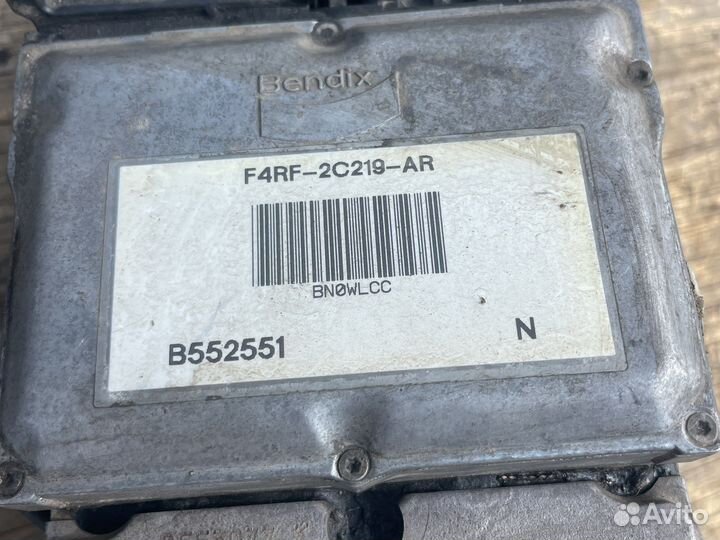 Bendix
F4RF-2C219-AR
BN0WLCC
B552551
N
Avito